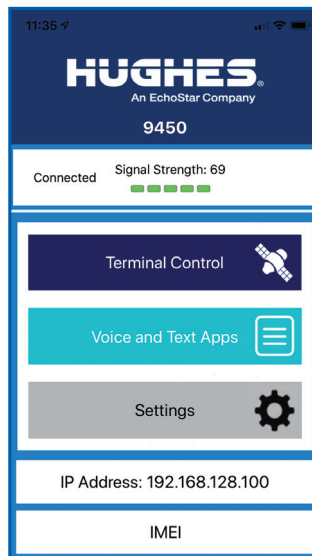 11:35
HUGHES®
An EchoStar Company
9450
Connected
Signal Strength: 69
Terminal Control
Voice and Text Apps
Settings
IP Address: 192.168.128.100
IMEI